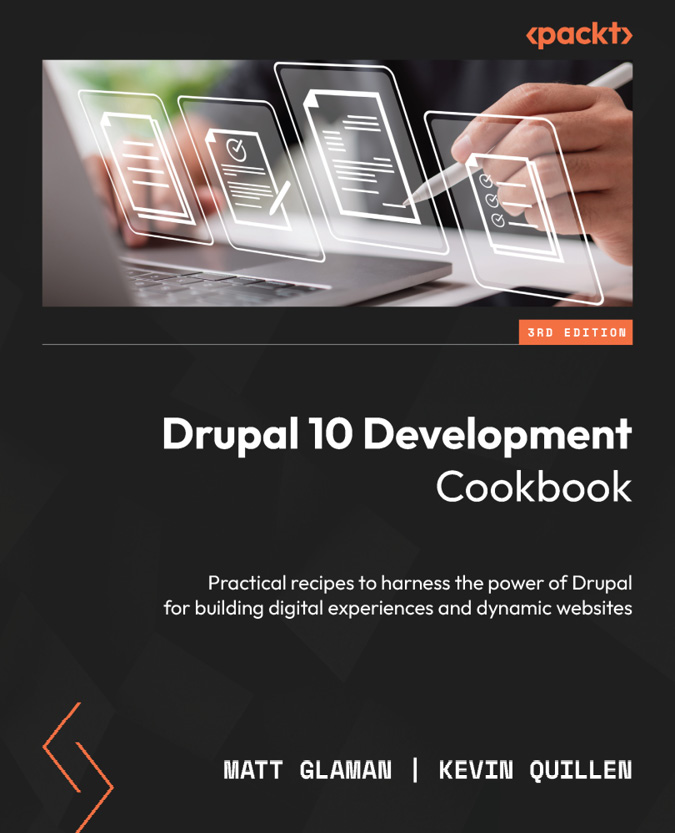 <packt>
3RD EDITION
Drupal 10 Development
Cookbook
Practical recipes to harness the power of Drupal
for building digital experiences and dynamic websites
MATT GLAMAN | KEVIN QUILLEN